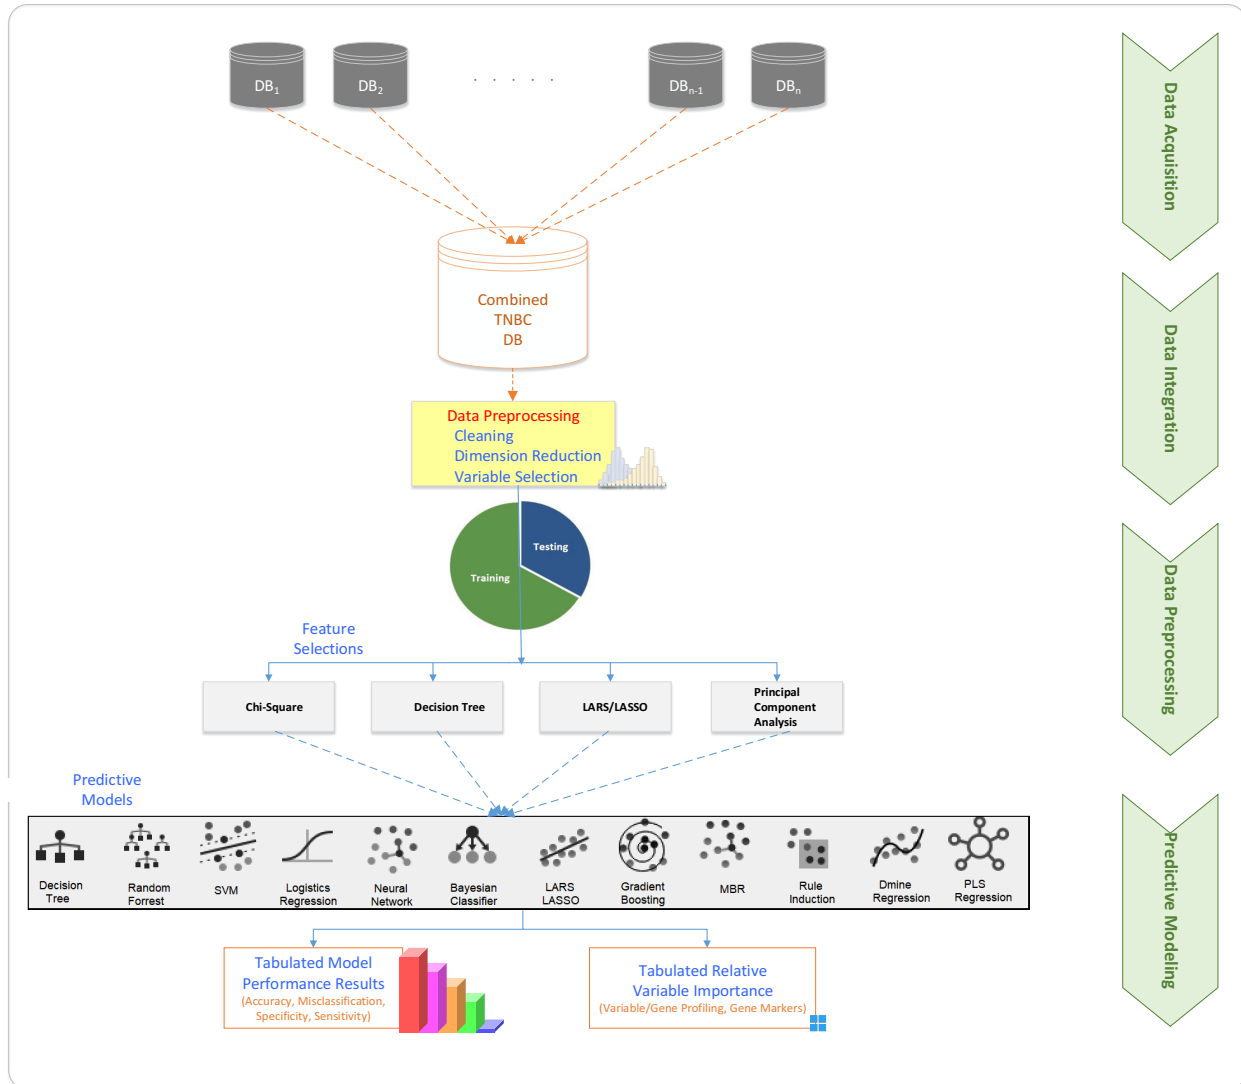 DB1
DB2
. . . . .
DBn-1
DBn
Data Acquisition
Combined
TNBC
DB
Data Integration
Data Preprocessing
Cleaning
Dimension Reduction
Variable Selection
Testing
Training
Data Preprocessing
Feature
Selections
Chi-Square
Decision Tree
LARS/LASSO
Principal
Component
Analysis
Predictive
Models
Decision
Tree
Random
Forrest
SVM
Logistics
Regression
Neural
Network
Bayesian
Classifier
LARS
LASSO
Gradient
Boosting
MBR
Rule
Induction
Dmine
Regression
PLS
Regression
Predictive Modeling
Tabulated Model
Performance Results
(Accuracy, Misclassification,
Specificity, Sensitivity)
Tabulated Relative
Variable Importance
(Variable/Gene Profiling, Gene Markers)